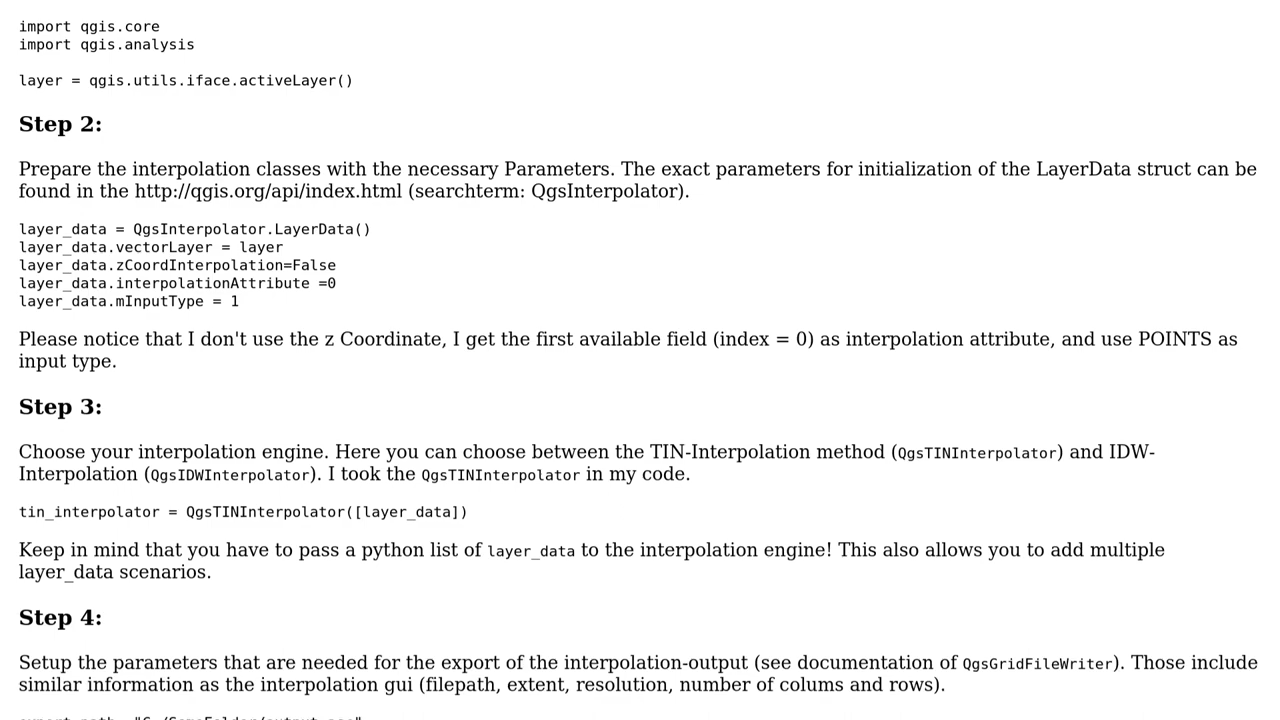 import qgis.core
import qgis.analysis
layer = qgis.utils.iface.activeLayer()
Step 2:
Prepare the interpolation classes with the necessary Parameters. The exact parameters for initialization of the LayerData struct can be
found in the http://qgis.org/api/index.html (searchterm: QgsInterpolator).
layer_data = QgsInterpolator.LayerData()
layer_data.vectorLayer = layer
layer_data.zCoordInterpolation=False
layer_data.interpolationAttribute =0
layer_data.mInputType = 1
Please notice that I don't use the z Coordinate, I get the first available field (index = 0) as interpolation attribute, and use POINTS as
input type.
Step 3:
Choose your interpolation engine. Here you can choose between the TIN-Interpolation method (QgsTINInterpolator) and IDW-
Interpolation (QgsIDWInterpolator). I took the QgsTINInterpolator in my code.
tin_interpolator = QgsTINInterpolator([layer_data])
Keep in mind that you have to pass a python list of layer_data to the interpolation engine! This also allows you to add multiple
layer_data scenarios.
Step 4:
Setup the parameters that are needed for the export of the interpolation-output (see documentation of QgsGridFileWriter). Those include
similar information as the interpolation gui (filepath, extent, resolution, number of colums and rows).